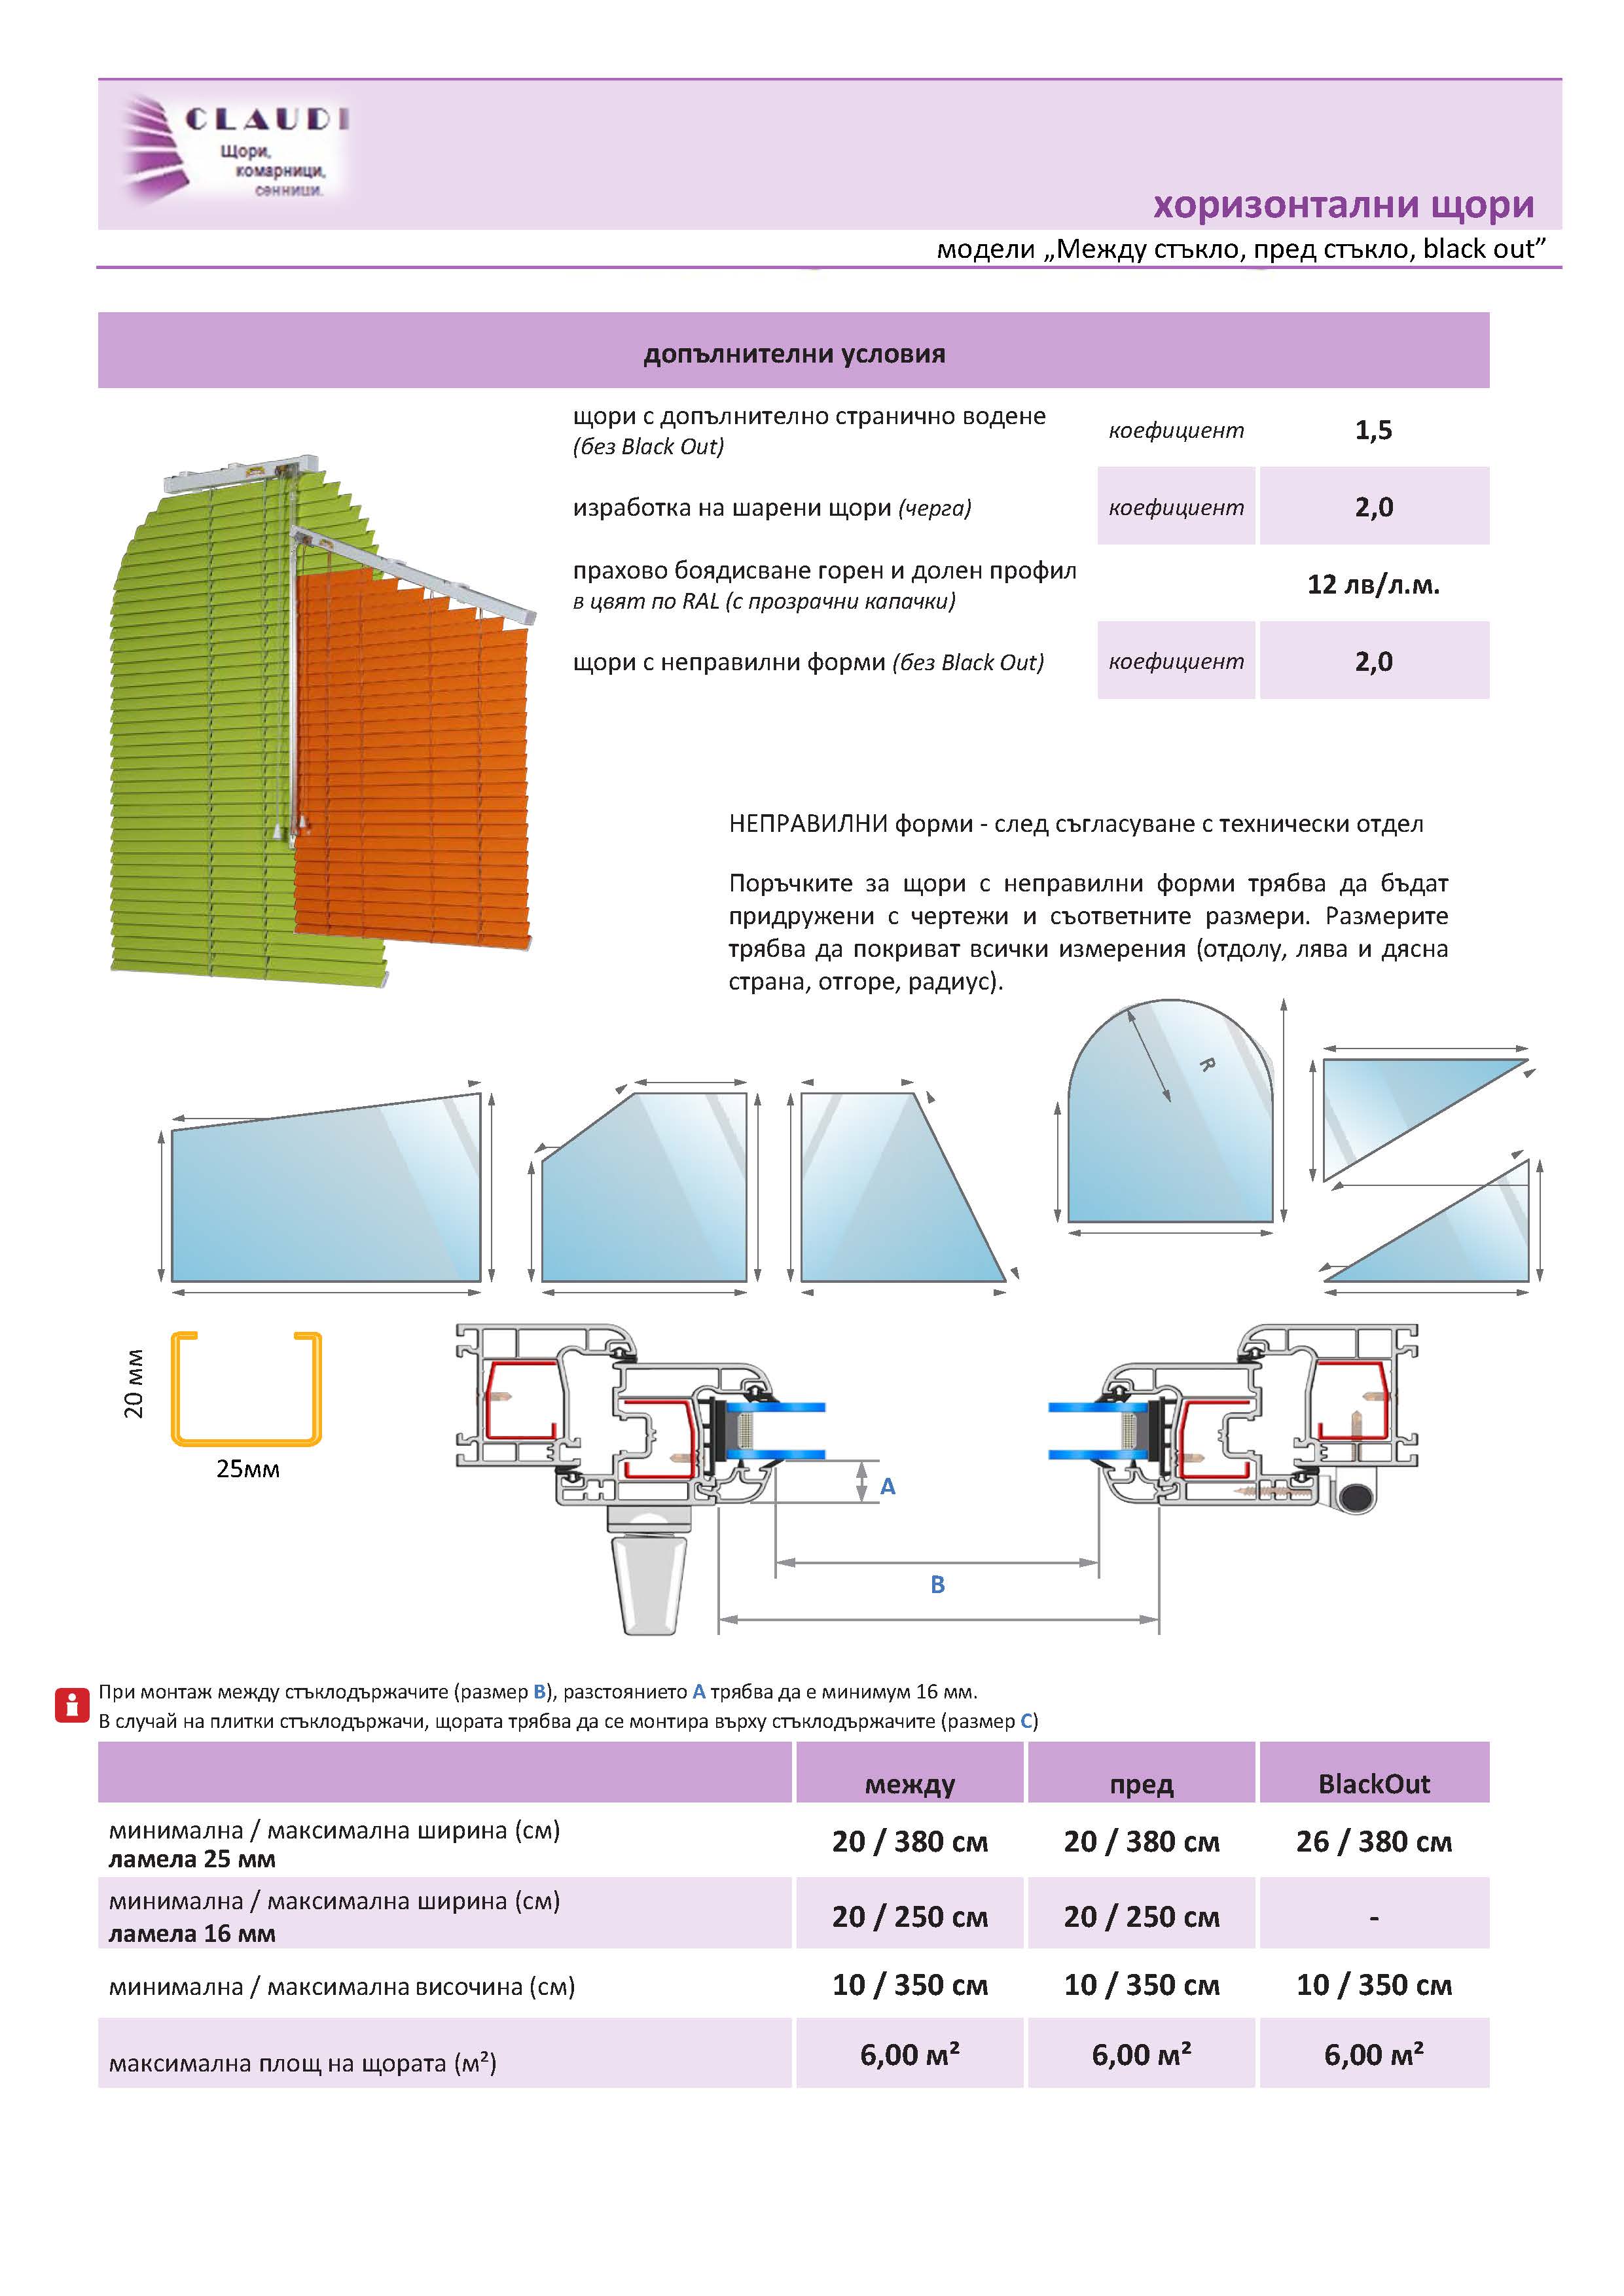 CLAUDI
Щори,
комарници,
сенници.
хоризонтални щори
модели „Между стъкло, пред стъкло, black out”
допълнителни условия
щори с допълнително странично водене
(без Black Out)
коефициент
1,5
изработка на шарени щори (черга)
коефициент
2,0
прахово боядисване горен и долен профил
в цвят по RAL (с прозрачни капачки)
12 лв/л.м.
щори с неправилни форми (без Black Out)
коефициент
2,0
НЕПРАВИЛНИ форми - след съгласуване с технически отдел
Поръчките за щори с неправилни форми трябва да бъдат
придружени с чертежи и съответните размери. Размерите
трябва да покриват всички измерения (отдолу, лява и дясна
страна, отгоре, радиус).
R
20 мм
25мм
A
B
При монтаж между стъклодържачите (размер B), разстоянието A трябва да е минимум 16 мм.
В случай на плитки стъклодържачи, щората трябва да се монтира върху стъклодържачите (размер C)
между
пред
BlackOut
минимална / максимална ширина (см)
ламела 25 мм
20 / 380 см
20 / 380 см
26 / 380 см
минимална / максимална ширина (см)
ламела 16 мм
20 / 250 см
20 / 250 см
-
минимална / максимална височина (см)
10 / 350 см
10 / 350 см
10 / 350 см
максимална площ на щората (м²)
6,00 м²
6,00 м²
6,00 м²